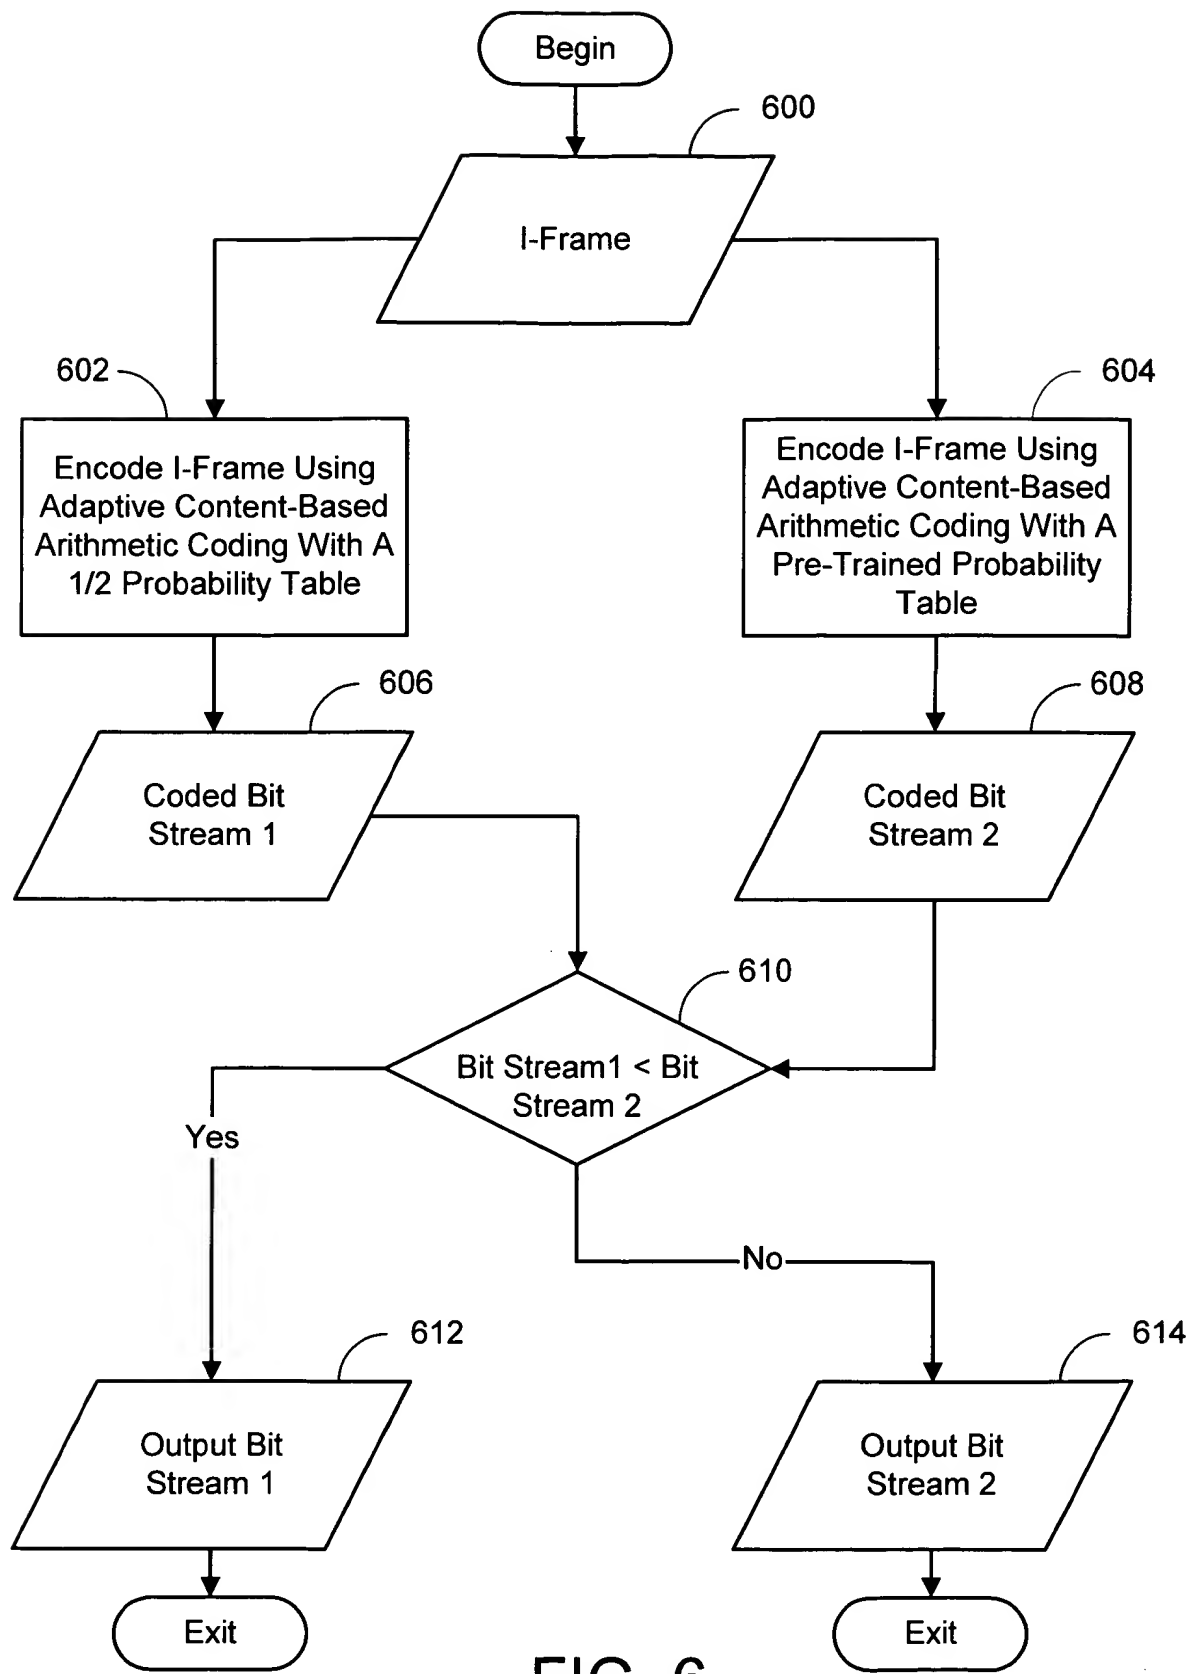 Begin
600
I-Frame
602
604
Encode I-Frame Using
Adaptive Content-Based
Arithmetic Coding With A
1/2 Probability Table
Encode I-Frame Using
Adaptive Content-Based
Arithmetic Coding With A
Pre-Trained Probability
Table
606
608
Coded Bit
Stream 1
Coded Bit
Stream 2
610
Bit Stream1 < Bit
Stream 2
Yes
No
612
614
Output Bit
Stream 1
Output Bit
Stream 2
Exit
Exit
FIG. 6